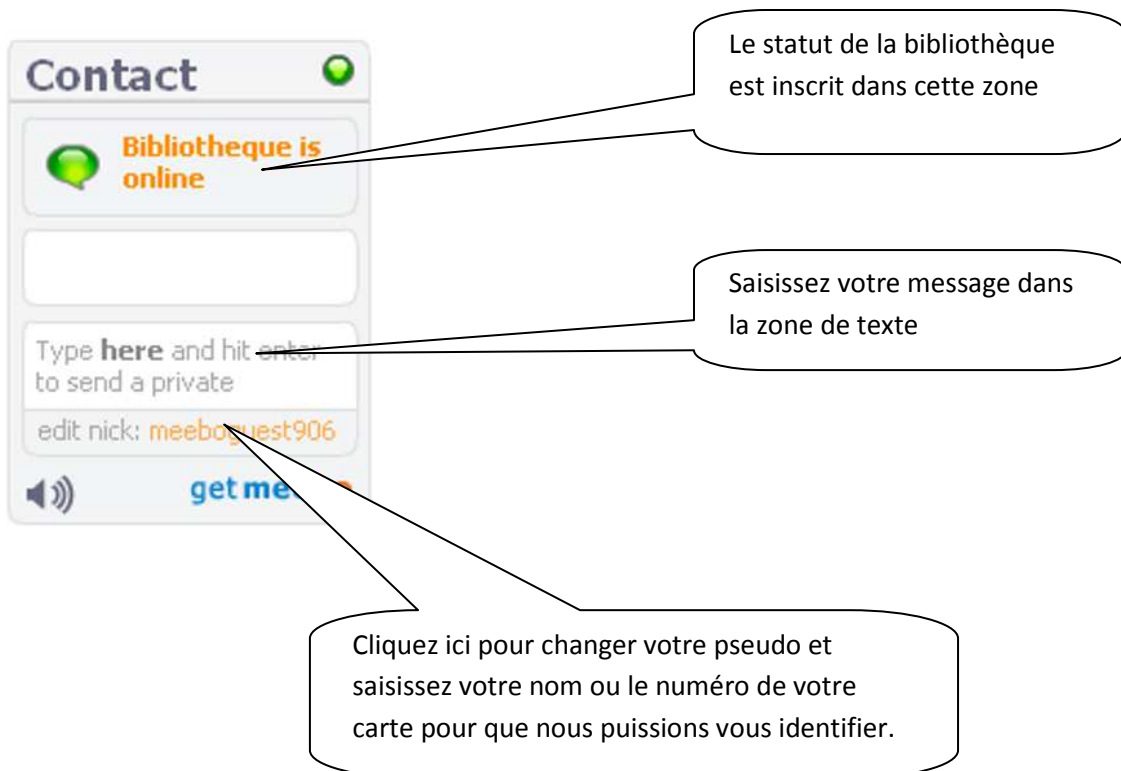 Contact
Le statut de la bibliothèque
est inscrit dans cette zone
Bibliotheque is
online
Saisissez votre message dans
la zone de texte
Type here and hit enter
to send a private
edit nick: meeboguest906
get
Cliquez ici pour changer votre pseudo et
saisissez votre nom ou le numéro de votre
carte pour que nous puissions vous identifier.